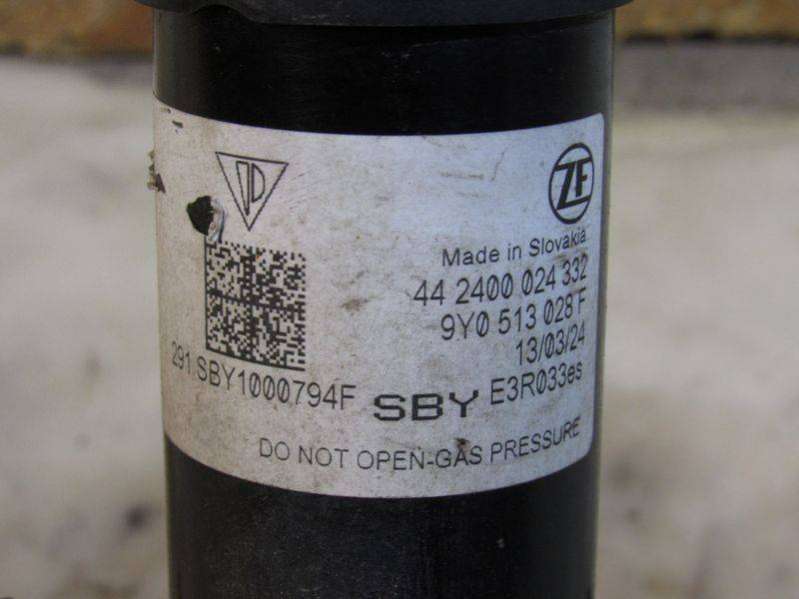 ZF
Made in Slovakia
44 2400 024 332
9Y0 513 028 F
13/03/24
291 SBY1000794F SBY E3R033es
DO NOT OPEN-GAS PRESSURE